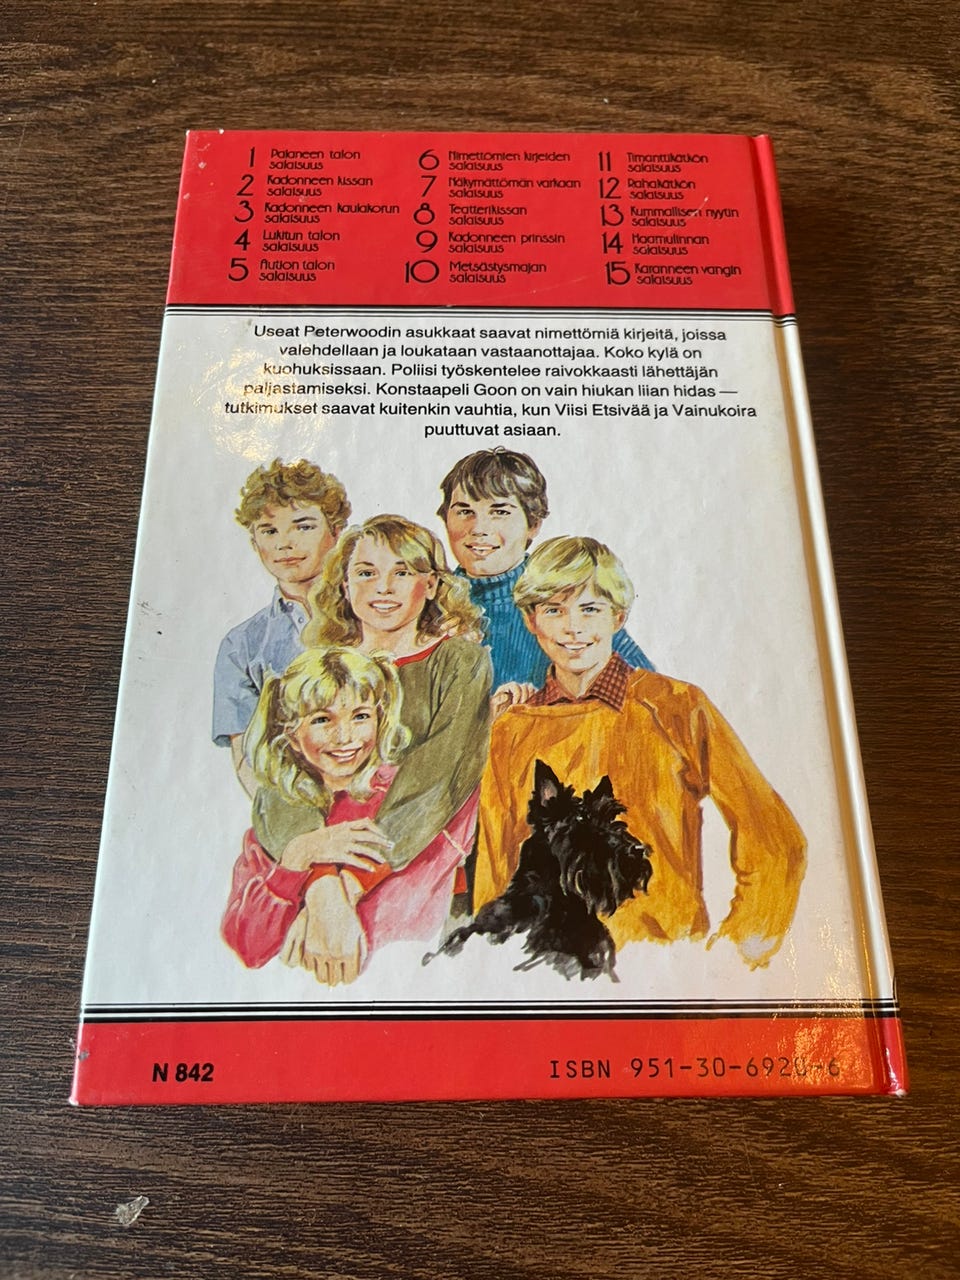 1 Palaneen talon
salaisuus
2 Kadonneen kissan
salaisuus
3 Kadonneen kaulakorun
salaisuus
4 Lukitun talon
salaisuus
5 Aution talon
salaisuus
6 Nimettömien kirjeiden
salaisuus
7 Näkymättömän varkaan
salaisuus
8 Teatterikissan
salaisuus
9 Kadonneen prinssin
salaisuus
10 Metsästysmajan
salaisuus
11 Timanttikätkön
salaisuus
12 Rahakätkön
salaisuus
13 Kummallisen nyytin
salaisuus
14 Haamulinnan
salaisuus
15 Karanneen vangin
salaisuus
Useat Peterwoodin asukkaat saavat nimettömiä kirjeitä, joissa
valehdellaan ja loukataan vastaanottajaa. Koko kylä on
kuohuksissaan. Poliisi työskentelee raivokkaasti lähettäjän
paljastamiseksi. Konstaapeli Goon on vain hiukan liian hidas —
tutkimukset saavat kuitenkin vauhtia, kun Viisi Etsivää ja Vainukoira
puuttuvat asiaan.
N 842
ISBN 951-30-6920-6